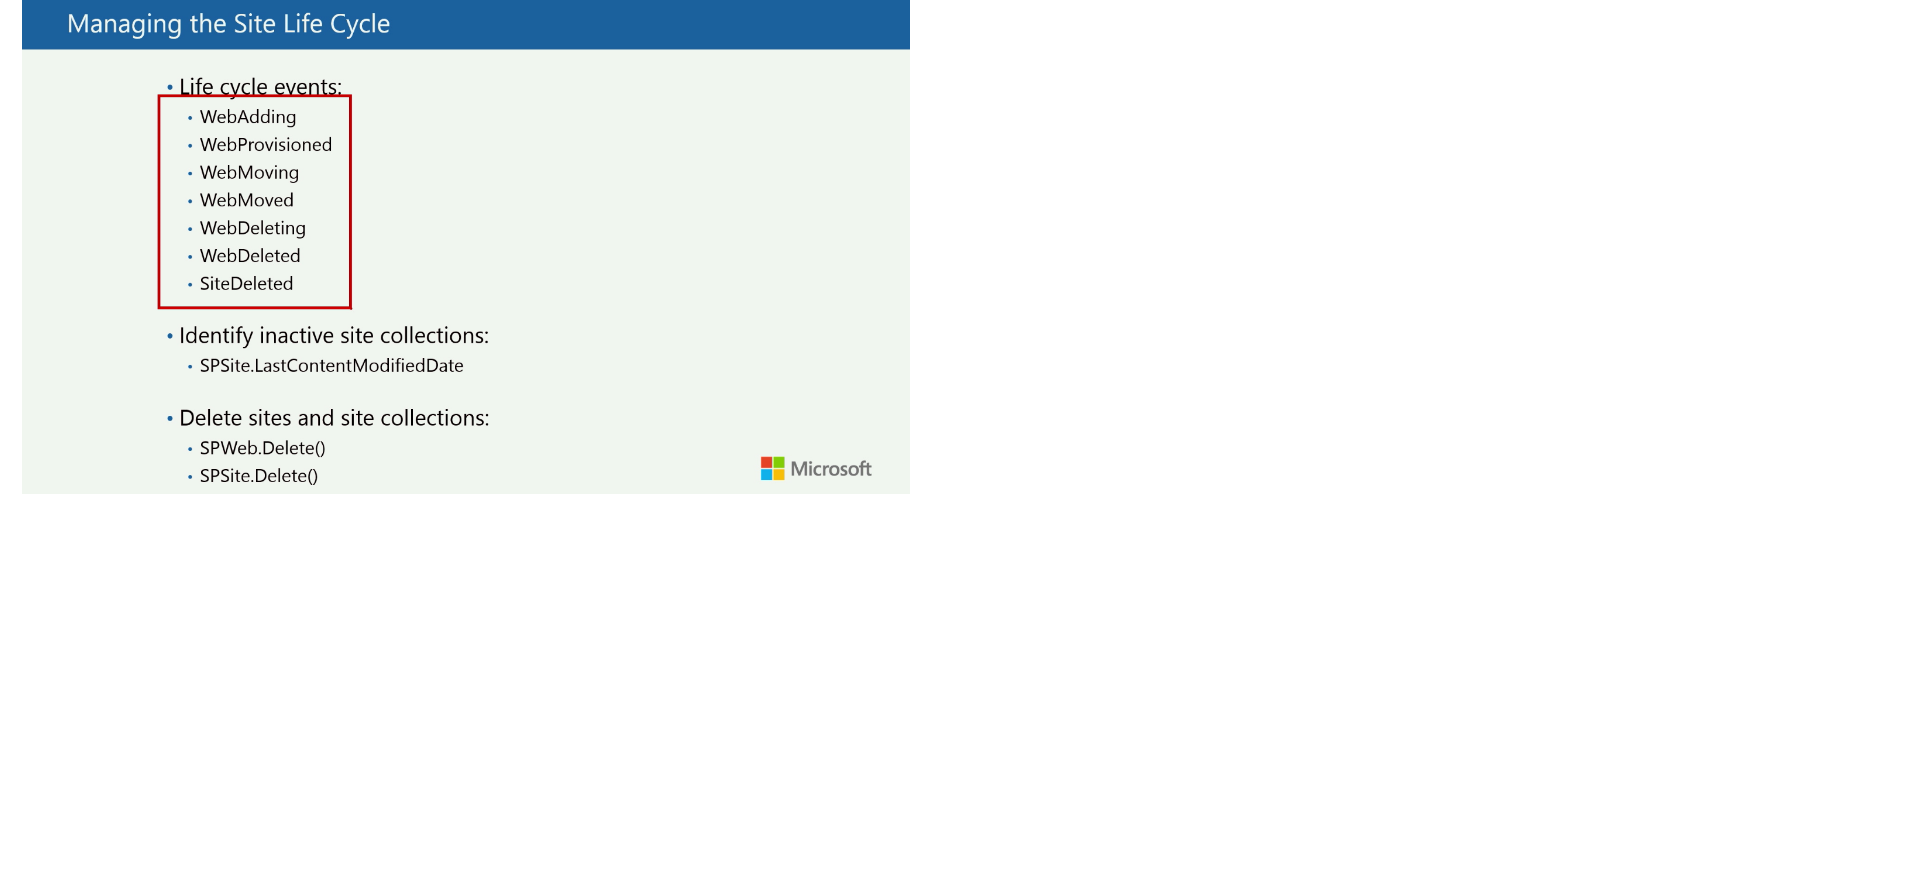 Managing the Site Life Cycle
• Life cycle events:
• WebAdding
• WebProvisioned
• WebMoving
• WebMoved
• WebDeleting
• WebDeleted
• SiteDeleted
• Identify inactive site collections:
• SPSite.LastContentModifiedDate
• Delete sites and site collections:
• SPWeb.Delete()
• SPSite.Delete()
Microsoft